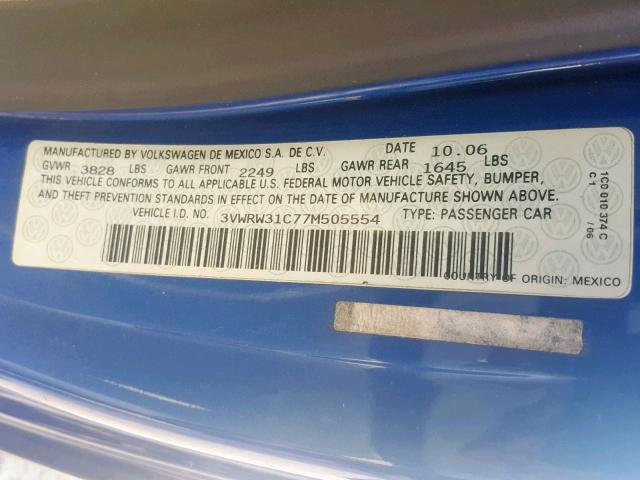 MANUFACTURED BY VOLKSWAGEN DE MEXICO S.A. DE C.V. DATE 10.06
GVWR 3828 LBS GAWR FRONT 2249 LBS GAWR REAR 1645 LBS
THIS VEHICLE CONFORMS TO ALL APPLICABLE U.S. FEDERAL MOTOR VEHICLE SAFETY, BUMPER,
AND THEFT PREVENTION STANDARDS IN EFFECT ON THE DATE OF MANUFACTURE SHOWN ABOVE.
VEHICLE I.D. NO. 3VWRW31C77M505554 TYPE: PASSENGER CAR
COUNTRY OF ORIGIN: MEXICO
1C0 010 374 C
C1 /06